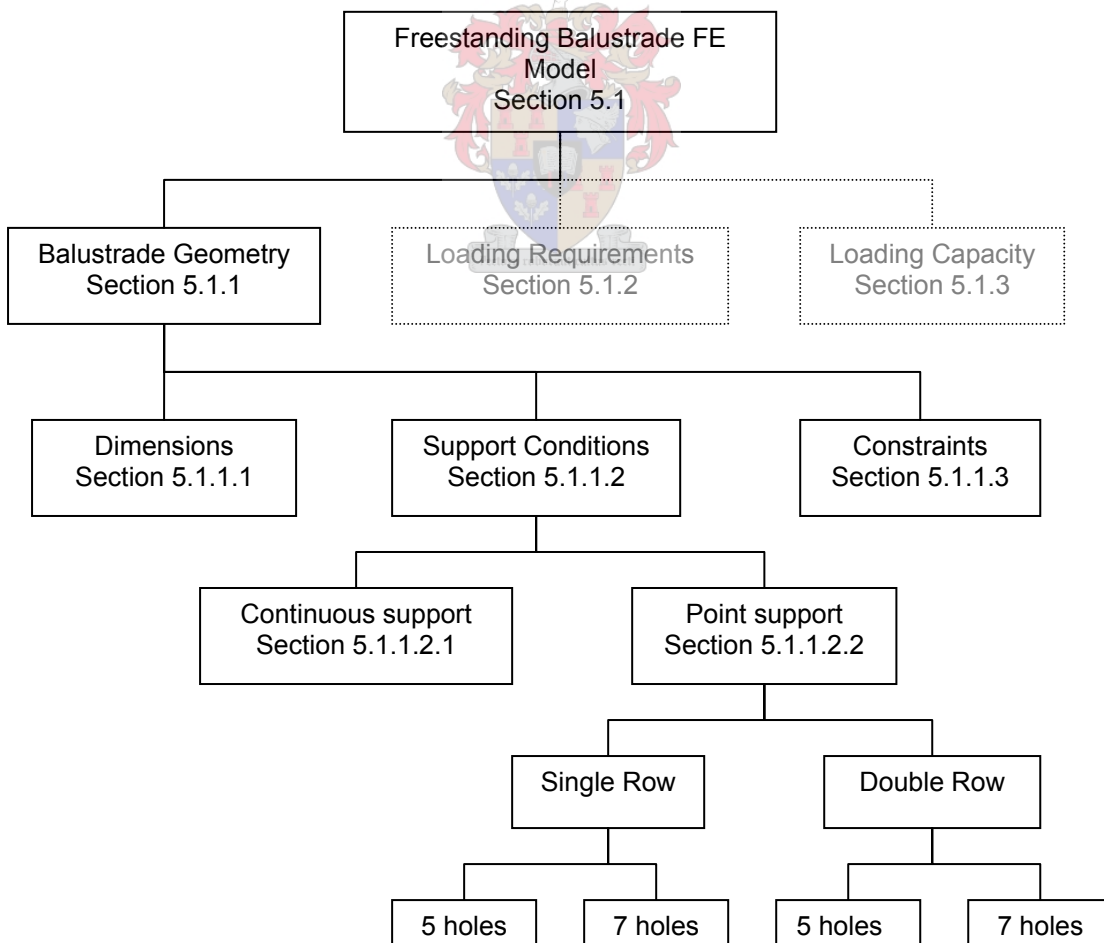 Freestanding Balustrade FE
Model
Section 5.1
Balustrade Geometry
Section 5.1.1
Loading Requirements
Section 5.1.2
Loading Capacity
Section 5.1.3
Dimensions
Section 5.1.1.1
Support Conditions
Section 5.1.1.2
Constraints
Section 5.1.1.3
Continuous support
Section 5.1.1.2.1
Point support
Section 5.1.1.2.2
Single Row
Double Row
5 holes
7 holes
5 holes
7 holes